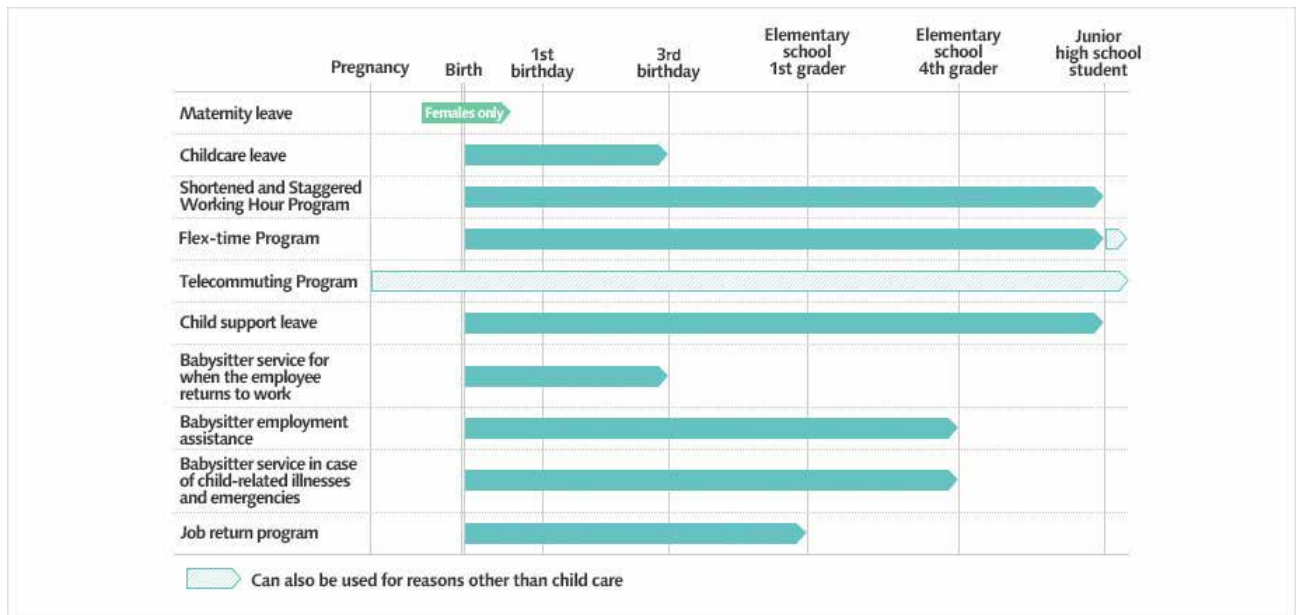 Pregnancy
Birth
1st
birthday
3rd
birthday
Elementary
school
1st grader
Elementary
school
4th grader
Junior
high school
student
Maternity leave
Females only
Childcare leave
Shortened and Staggered
Working Hour Program
Flex-time Program
Telecommuting Program
Child support leave
Babysitter service for
when the employee
returns to work
Babysitter employment
assistance
Babysitter service in case
of child-related illnesses
and emergencies
Job return program
Can also be used for reasons other than child care